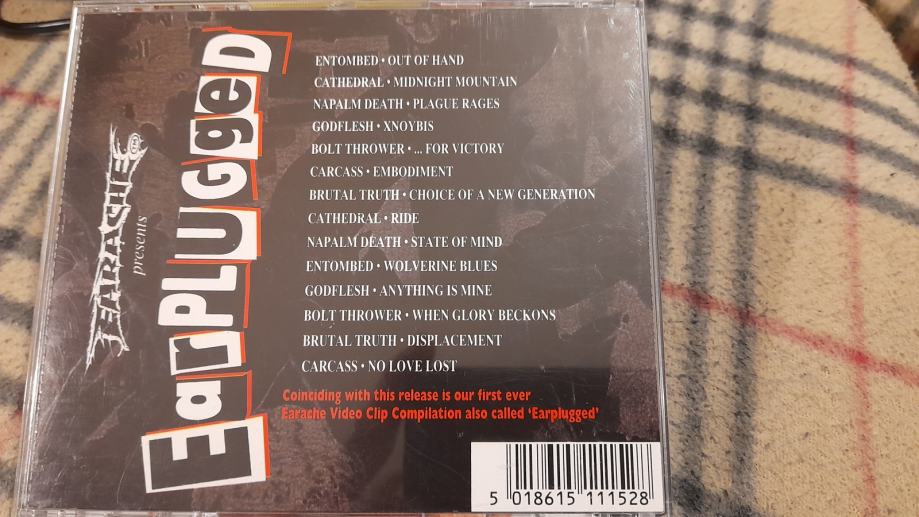 EARACHE
presents
EarPLUGgeD
ENTOMBED • OUT OF HAND
CATHEDRAL • MIDNIGHT MOUNTAIN
NAPALM DEATH • PLAGUE RAGES
GODFLESH • XNOYBIS
BOLT THROWER • ... FOR VICTORY
CARCASS • EMBODIMENT
BRUTAL TRUTH • CHOICE OF A NEW GENERATION
CATHEDRAL • RIDE
NAPALM DEATH • STATE OF MIND
ENTOMBED • WOLVERINE BLUES
GODFLESH • ANYTHING IS MINE
BOLT THROWER • WHEN GLORY BECKONS
BRUTAL TRUTH • DISPLACEMENT
CARCASS • NO LOVE LOST
Coinciding with this release is our first ever
Earache Video Clip Compilation also called ‘Earplugged’
5 018615 111528